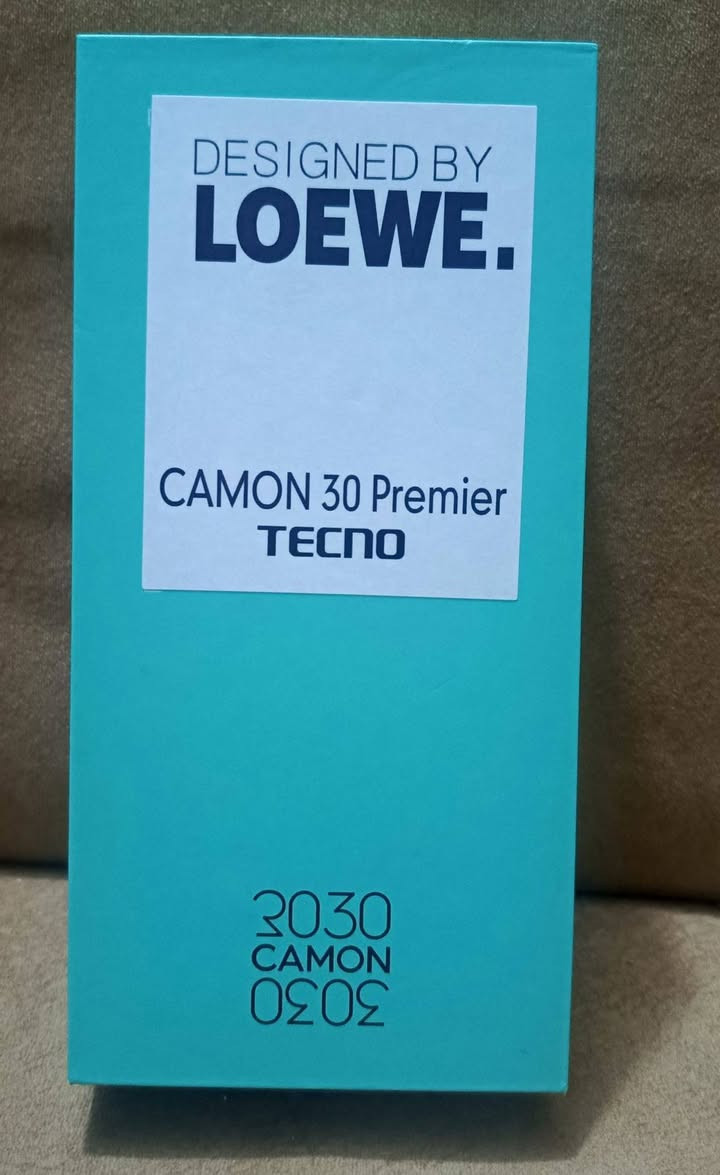 DESIGNED BY
LOEWE.
CAMON 30 Premier
TECNO
3030
CAMON
3030